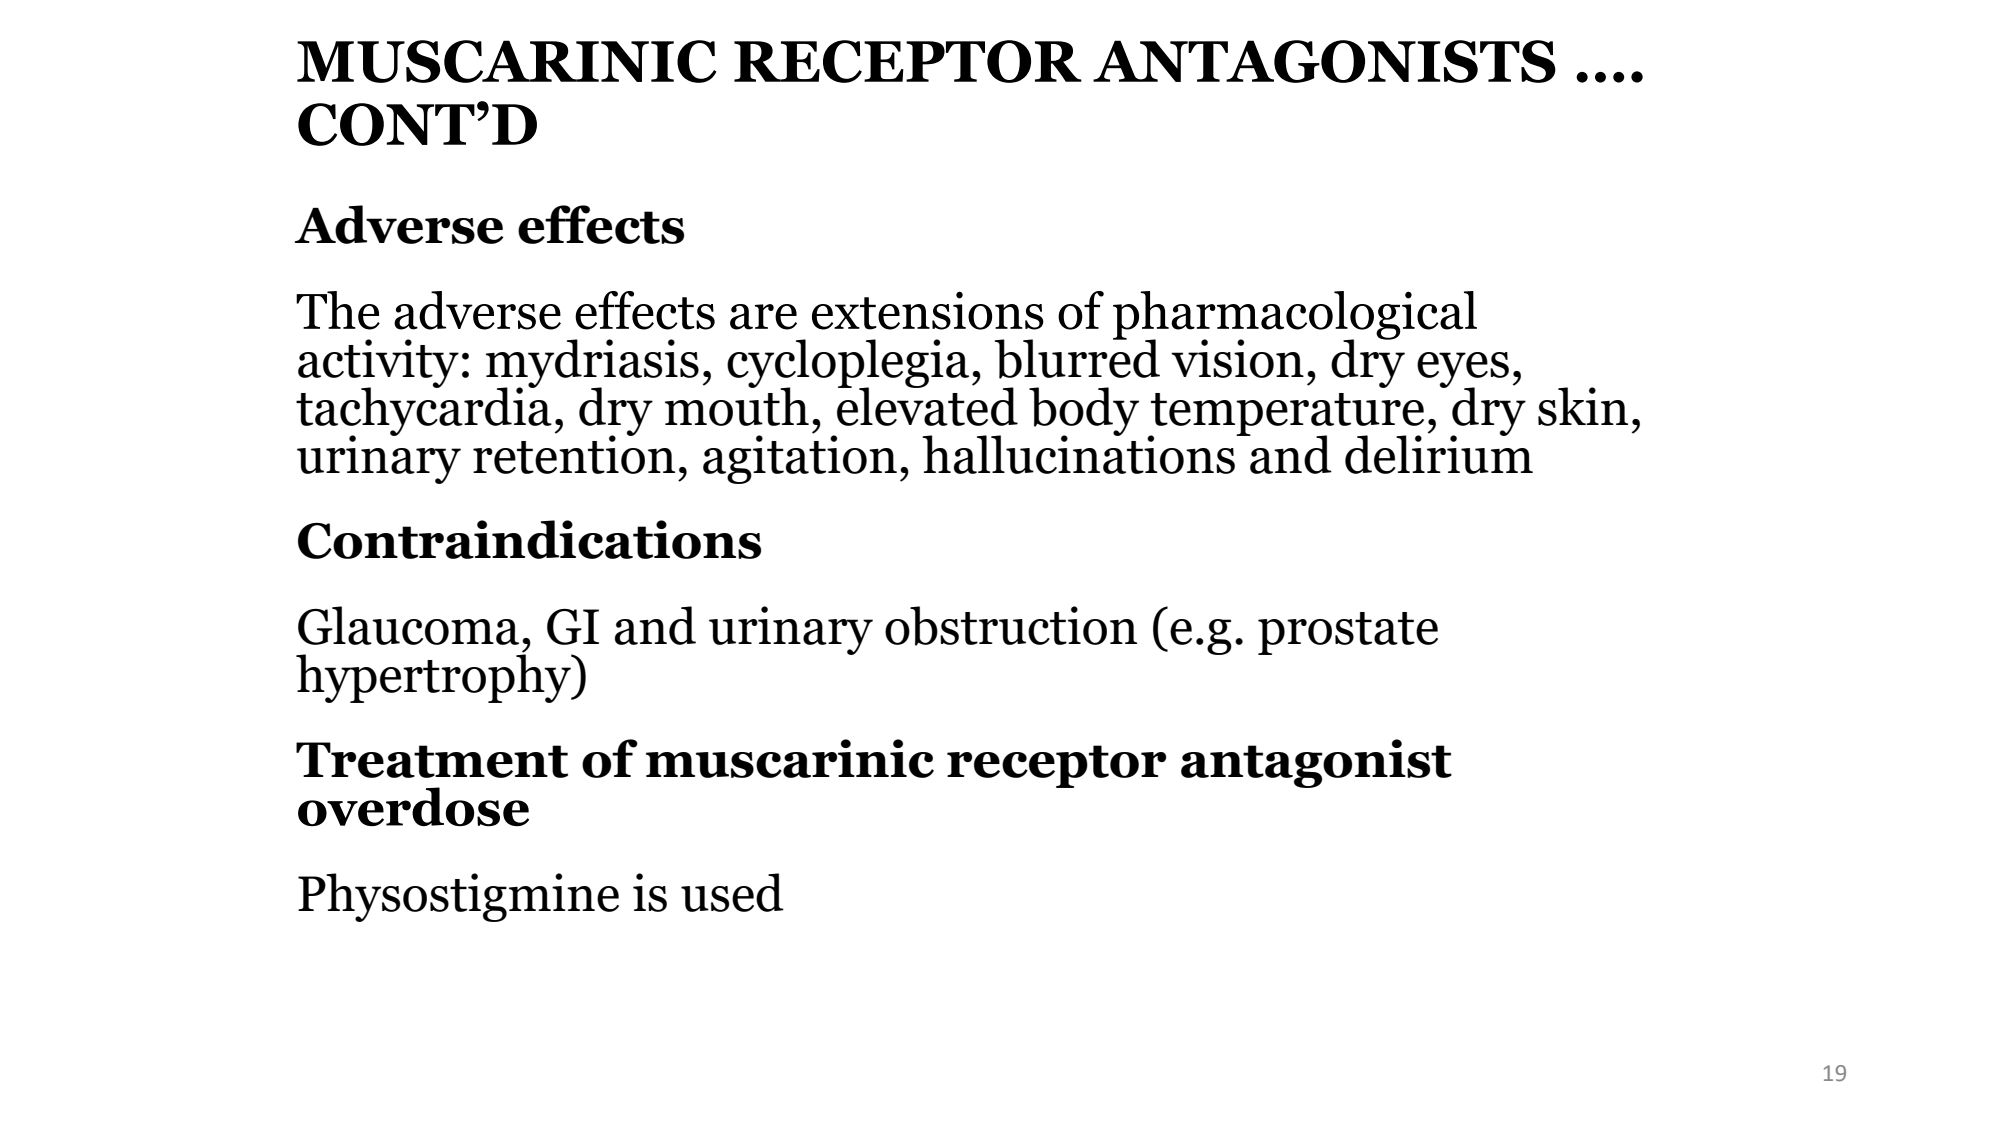 MUSCARINIC RECEPTOR ANTAGONISTS ….
CONT’D
Adverse effects
The adverse effects are extensions of pharmacological
activity: mydriasis, cycloplegia, blurred vision, dry eyes,
tachycardia, dry mouth, elevated body temperature, dry skin,
urinary retention, agitation, hallucinations and delirium
Contraindications
Glaucoma, GI and urinary obstruction (e.g. prostate
hypertrophy)
Treatment of muscarinic receptor antagonist
overdose
Physostigmine is used
19